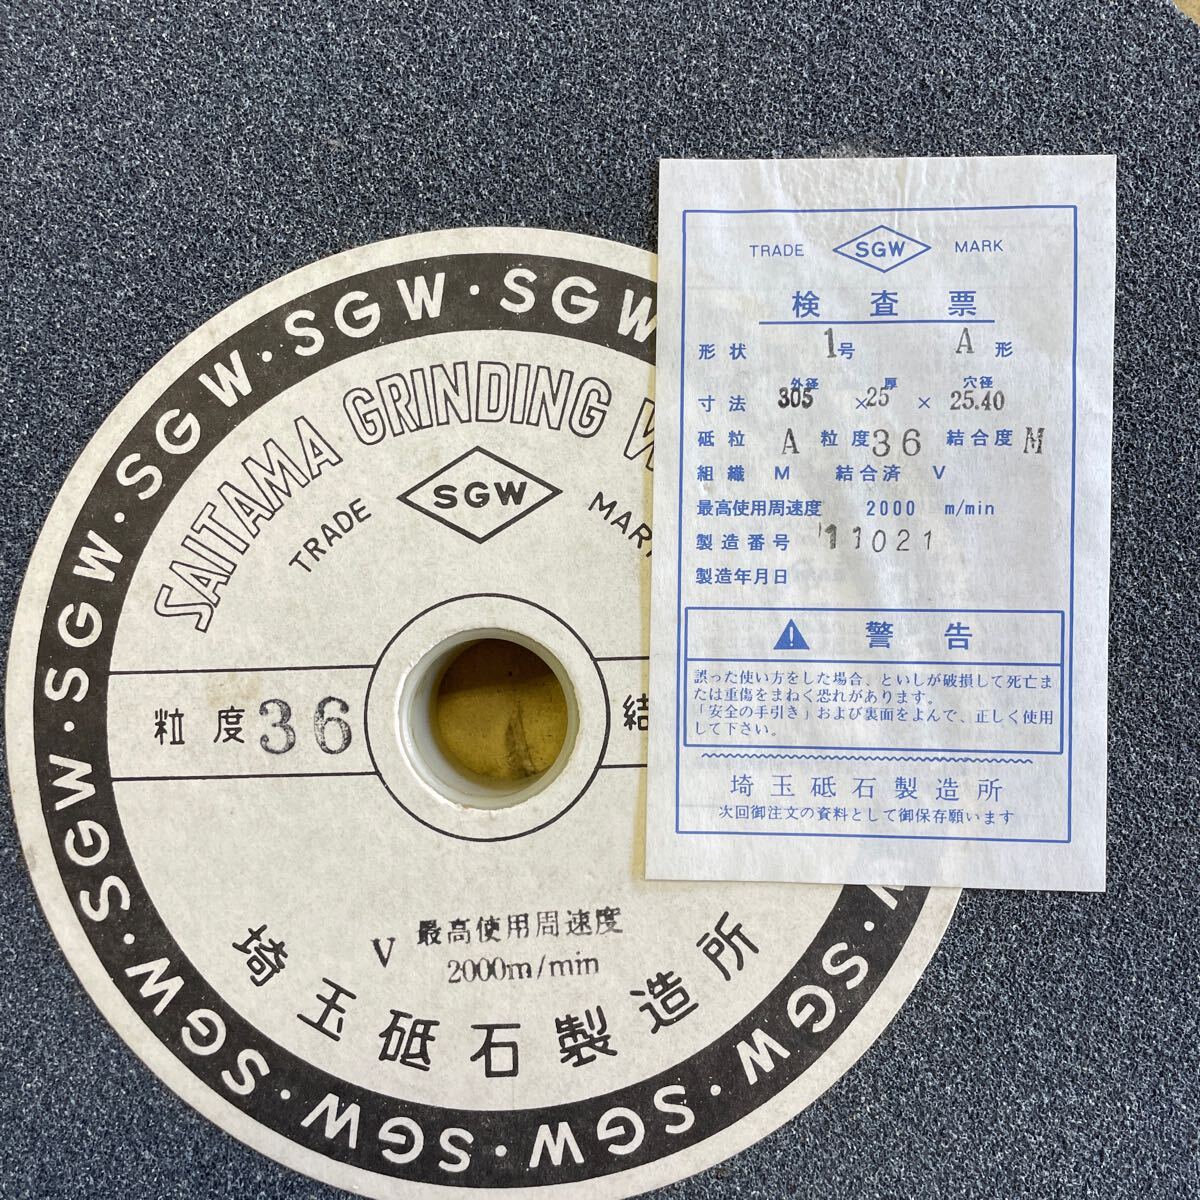 SGW・SGW・SGW・SGW・SGW・SGW・SGW・SGW・SGW・SGW・SGW
SAITAMA GRINDING W
TRADE SGW MARK
粒度 36 結
V 最高使用周速度
2000m/min
埼玉砥石製造所
TRADE SGW MARK
検査票
形状 1号 A形
外径 厚 穴径
寸法 305 × 25 × 25.40
砥粒 A 粒度 36 結合度 M
組織 M 結合済 V
最高使用周速度 2000 m/min
製造番号 11021
製造年月日
警告
誤った使い方をした場合、といしが破損して死亡ま
たは重傷をまねく恐れがあります。
「安全の手引き」および裏面をよんで、正しく使用
して下さい。
埼玉砥石製造所
次回御注文の資料として御保存願います